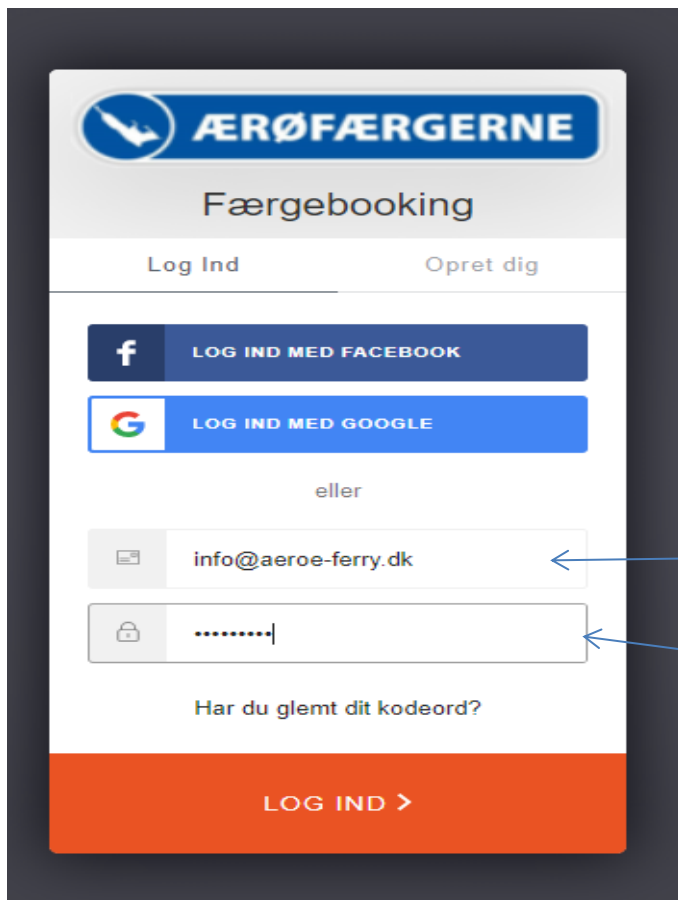 ÆRØFÆRGERNE
Færgebooking
Log Ind
Opret dig
f
LOG IND MED FACEBOOK
G
LOG IND MED GOOGLE
eller
info@aeroe-ferry.dk
•••••••••
Har du glemt dit kodeord?
LOG IND >